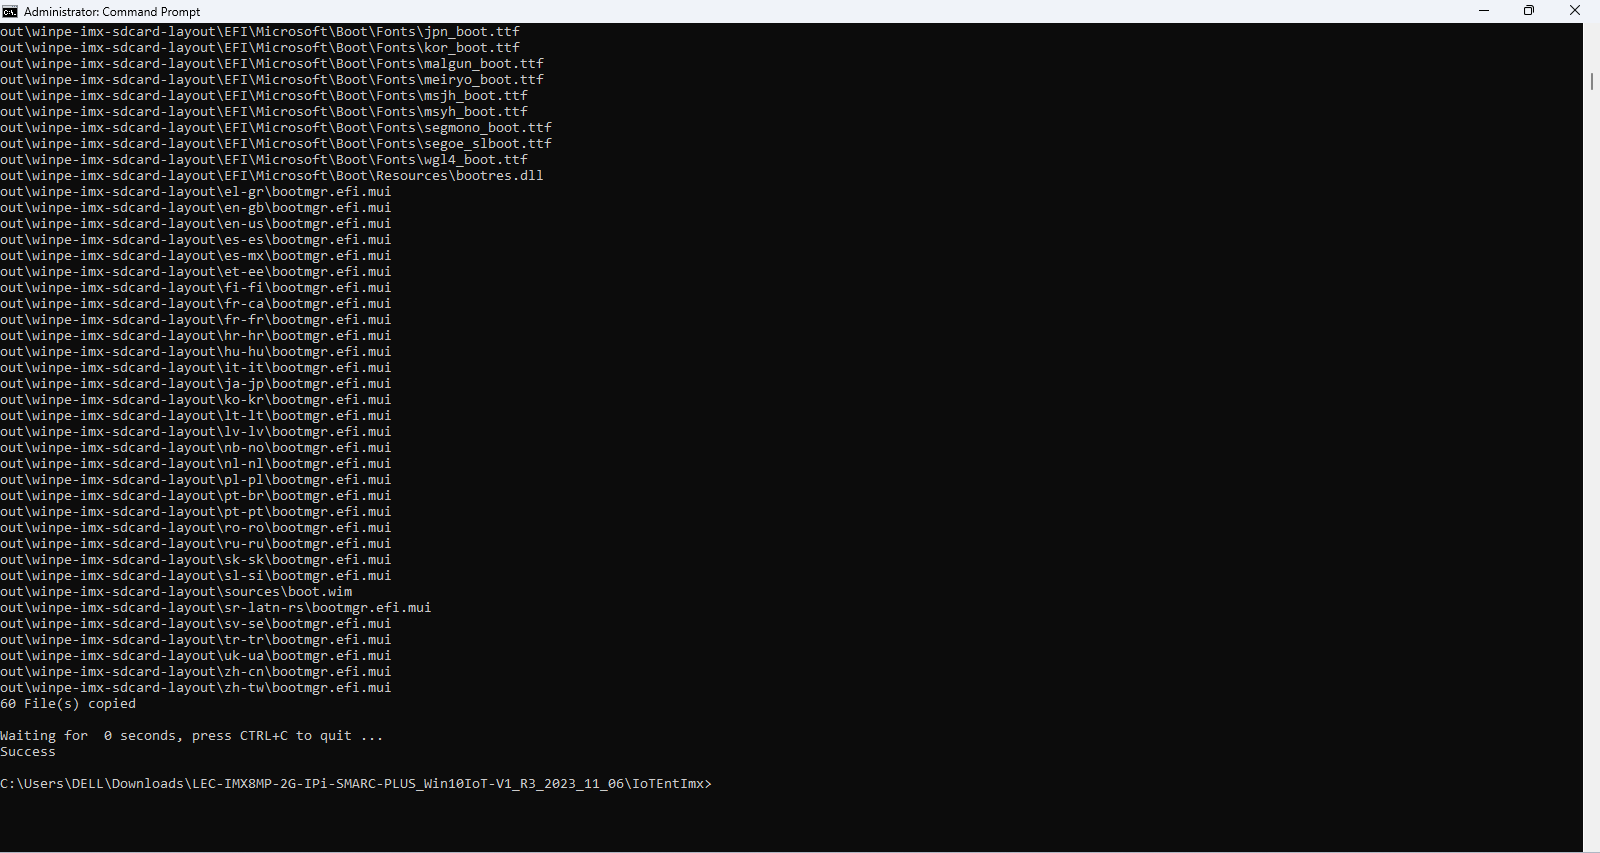 Administrator: Command Prompt
out\winpe-imx-sdcard-layout\EFI\Microsoft\Boot\Fonts\jpn_boot.ttf
out\winpe-imx-sdcard-layout\EFI\Microsoft\Boot\Fonts\kor_boot.ttf
out\winpe-imx-sdcard-layout\EFI\Microsoft\Boot\Fonts\malgun_boot.ttf
out\winpe-imx-sdcard-layout\EFI\Microsoft\Boot\Fonts\meiryo_boot.ttf
out\winpe-imx-sdcard-layout\EFI\Microsoft\Boot\Fonts\msjh_boot.ttf
out\winpe-imx-sdcard-layout\EFI\Microsoft\Boot\Fonts\msyh_boot.ttf
out\winpe-imx-sdcard-layout\EFI\Microsoft\Boot\Fonts\segmono_boot.ttf
out\winpe-imx-sdcard-layout\EFI\Microsoft\Boot\Fonts\segoe_slboot.ttf
out\winpe-imx-sdcard-layout\EFI\Microsoft\Boot\Fonts\wgl4_boot.ttf
out\winpe-imx-sdcard-layout\EFI\Microsoft\Boot\Resources\bootres.dll
out\winpe-imx-sdcard-layout\el-gr\bootmgr.efi.mui
out\winpe-imx-sdcard-layout\en-gb\bootmgr.efi.mui
out\winpe-imx-sdcard-layout\en-us\bootmgr.efi.mui
out\winpe-imx-sdcard-layout\es-es\bootmgr.efi.mui
out\winpe-imx-sdcard-layout\es-mx\bootmgr.efi.mui
out\winpe-imx-sdcard-layout\et-ee\bootmgr.efi.mui
out\winpe-imx-sdcard-layout\fi-fi\bootmgr.efi.mui
out\winpe-imx-sdcard-layout\fr-ca\bootmgr.efi.mui
out\winpe-imx-sdcard-layout\fr-fr\bootmgr.efi.mui
out\winpe-imx-sdcard-layout\hr-hr\bootmgr.efi.mui
out\winpe-imx-sdcard-layout\hu-hu\bootmgr.efi.mui
out\winpe-imx-sdcard-layout\it-it\bootmgr.efi.mui
out\winpe-imx-sdcard-layout\ja-jp\bootmgr.efi.mui
out\winpe-imx-sdcard-layout\ko-kr\bootmgr.efi.mui
out\winpe-imx-sdcard-layout\lt-lt\bootmgr.efi.mui
out\winpe-imx-sdcard-layout\lv-lv\bootmgr.efi.mui
out\winpe-imx-sdcard-layout\nb-no\bootmgr.efi.mui
out\winpe-imx-sdcard-layout\nl-nl\bootmgr.efi.mui
out\winpe-imx-sdcard-layout\pl-pl\bootmgr.efi.mui
out\winpe-imx-sdcard-layout\pt-br\bootmgr.efi.mui
out\winpe-imx-sdcard-layout\pt-pt\bootmgr.efi.mui
out\winpe-imx-sdcard-layout\ro-ro\bootmgr.efi.mui
out\winpe-imx-sdcard-layout\ru-ru\bootmgr.efi.mui
out\winpe-imx-sdcard-layout\sk-sk\bootmgr.efi.mui
out\winpe-imx-sdcard-layout\sl-si\bootmgr.efi.mui
out\winpe-imx-sdcard-layout\sources\boot.wim
out\winpe-imx-sdcard-layout\sr-latn-rs\bootmgr.efi.mui
out\winpe-imx-sdcard-layout\sv-se\bootmgr.efi.mui
out\winpe-imx-sdcard-layout\tr-tr\bootmgr.efi.mui
out\winpe-imx-sdcard-layout\uk-ua\bootmgr.efi.mui
out\winpe-imx-sdcard-layout\zh-cn\bootmgr.efi.mui
out\winpe-imx-sdcard-layout\zh-tw\bootmgr.efi.mui
60 File(s) copied
Waiting for  0 seconds, press CTRL+C to quit ...
Success
C:\Users\DELL\Downloads\LEC-IMX8MP-2G-IPi-SMARC-PLUS_Win10IoT-V1_R3_2023_11_06\IoTEntImx>